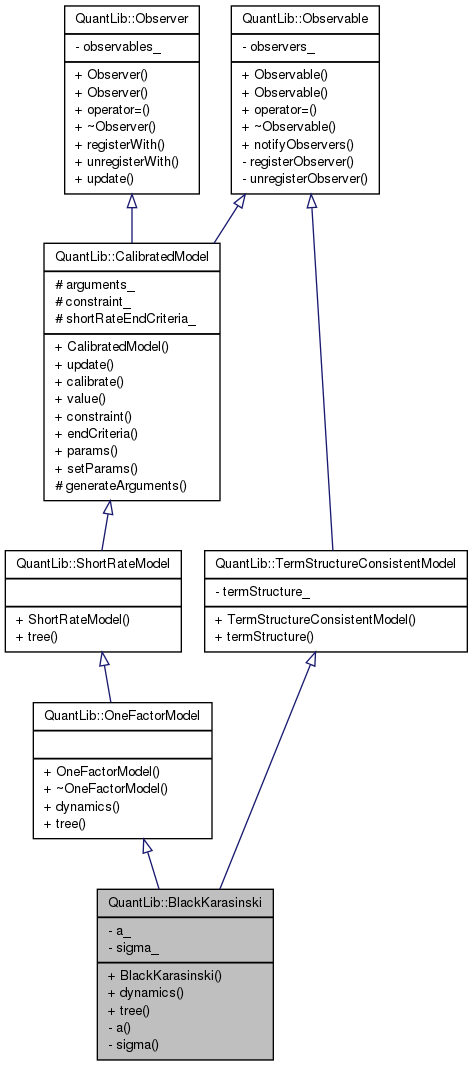 QuantLib::Observer
- observables_
+ Observer()
+ Observer()
+ operator=()
+ ~Observer()
+ registerWith()
+ unregisterWith()
+ update()
QuantLib::Observable
- observers_
+ Observable()
+ Observable()
+ operator=()
+ ~Observable()
+ notifyObservers()
- registerObserver()
- unregisterObserver()
QuantLib::CalibratedModel
# arguments_
# constraint_
# shortRateEndCriteria_
+ CalibratedModel()
+ update()
+ calibrate()
+ value()
+ constraint()
+ endCriteria()
+ params()
+ setParams()
# generateArguments()
QuantLib::ShortRateModel
+ ShortRateModel()
+ tree()
QuantLib::TermStructureConsistentModel
- termStructure_
+ TermStructureConsistentModel()
+ termStructure()
QuantLib::OneFactorModel
+ OneFactorModel()
+ ~OneFactorModel()
+ dynamics()
+ tree()
QuantLib::BlackKarasinski
- a_
- sigma_
+ BlackKarasinski()
+ dynamics()
+ tree()
- a()
- sigma()